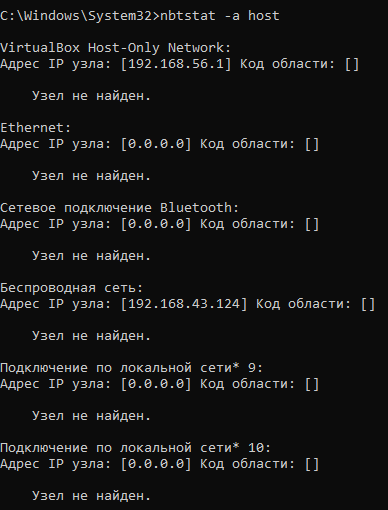 C:\Windows\System32>nbtstat -a host
VirtualBox Host-Only Network:
Адрес IP узла: [192.168.56.1] Код области: []
Узел не найден.
Ethernet:
Адрес IP узла: [0.0.0.0] Код области: []
Узел не найден.
Сетевое подключение Bluetooth:
Адрес IP узла: [0.0.0.0] Код области: []
Узел не найден.
Беспроводная сеть:
Адрес IP узла: [192.168.43.124] Код области: []
Узел не найден.
Подключение по локальной сети* 9:
Адрес IP узла: [0.0.0.0] Код области: []
Узел не найден.
Подключение по локальной сети* 10:
Адрес IP узла: [0.0.0.0] Код области: []
Узел не найден.